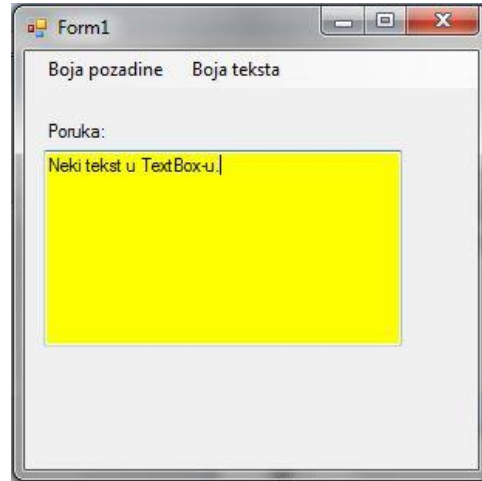 Form1
Boja pozadine Boja teksta
Poruka:
Neki tekst u TextBox-u.